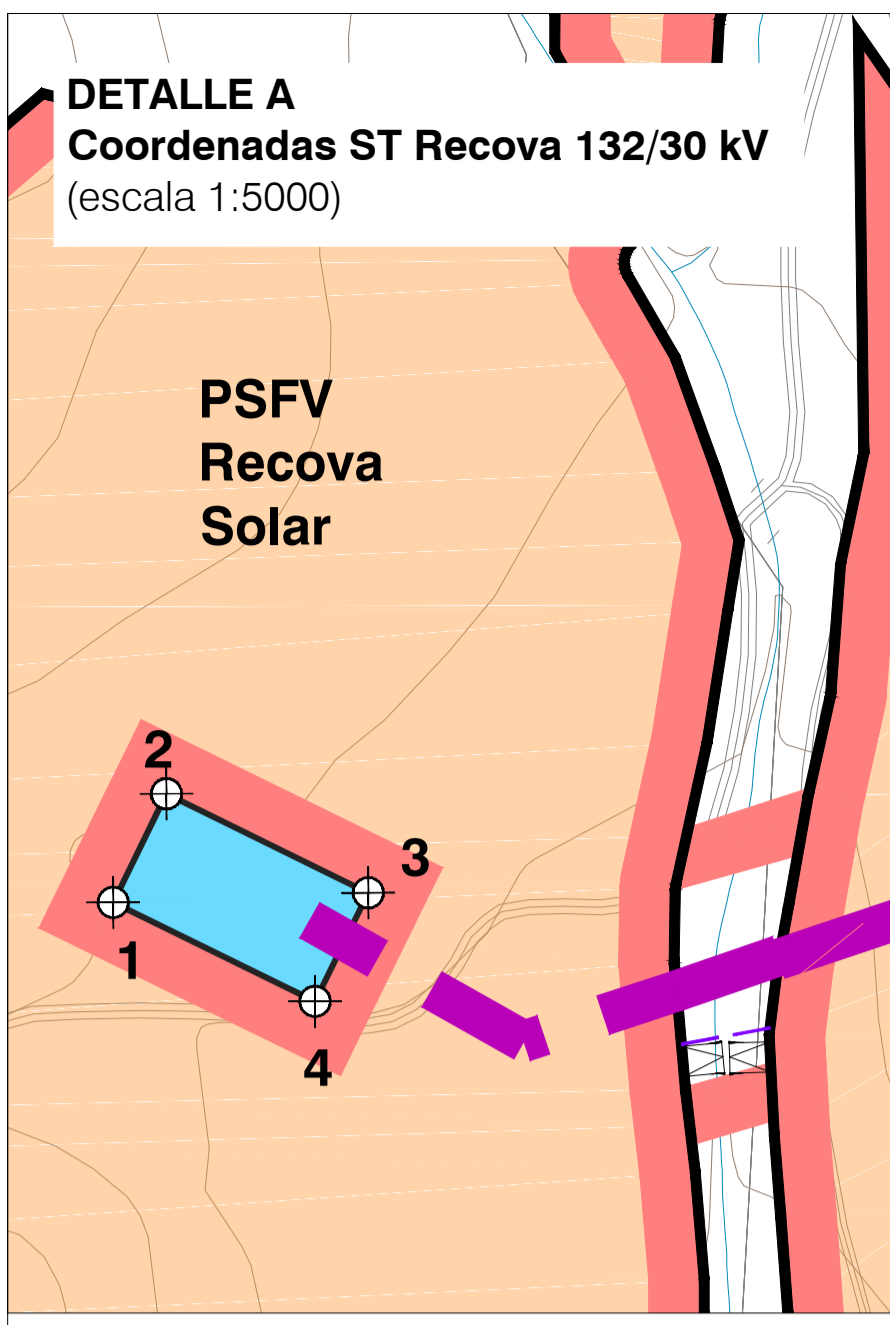 DETALLE A
Coordenadas ST Recova 132/30 kV
(escala 1:5000)
PSFV
Recova
Solar
2
3
1
4